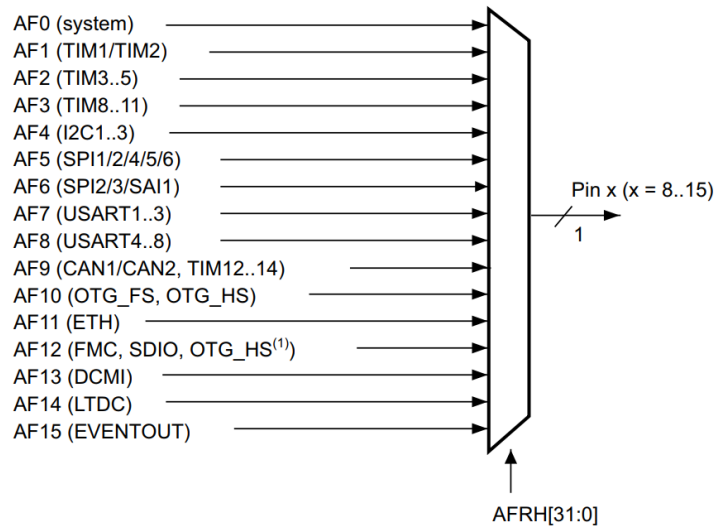 AF0 (system)
AF1 (TIM1/TIM2)
AF2 (TIM3..5)
AF3 (TIM8..11)
AF4 (I2C1..3)
AF5 (SPI1/2/4/5/6)
AF6 (SPI2/3/SAI1)
AF7 (USART1..3)
AF8 (USART4..8)
AF9 (CAN1/CAN2, TIM12..14)
AF10 (OTG_FS, OTG_HS)
AF11 (ETH)
AF12 (FMC, SDIO, OTG_HS(1))
AF13 (DCMI)
AF14 (LTDC)
AF15 (EVENTOUT)
Pin x (x = 8..15)
1
AFRH[31:0]